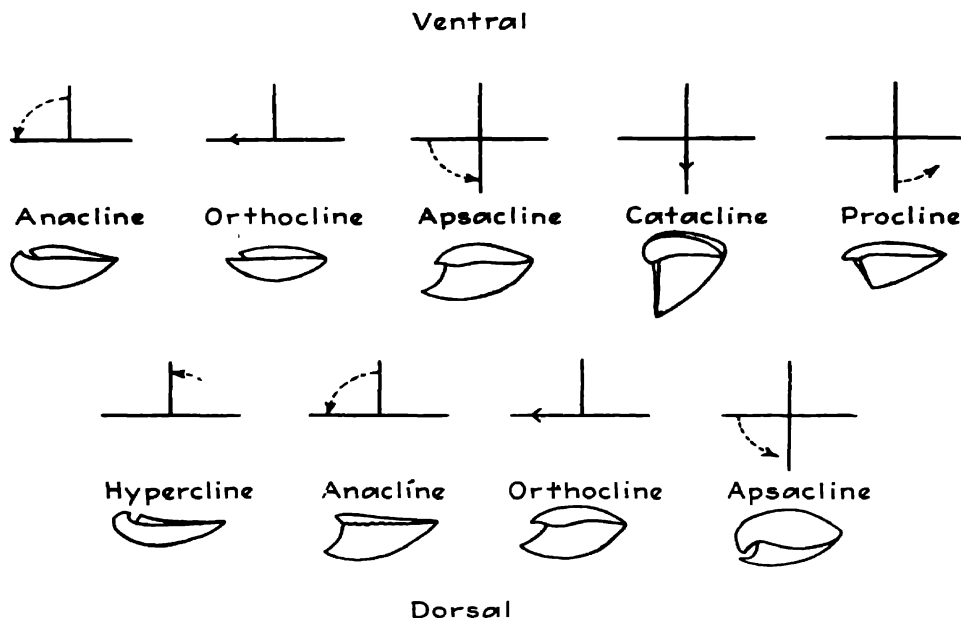 Ventral
Anacline Orthocline Apsacline Catacline Procline
Hypercline Anacline Orthocline Apsacline
Dorsal